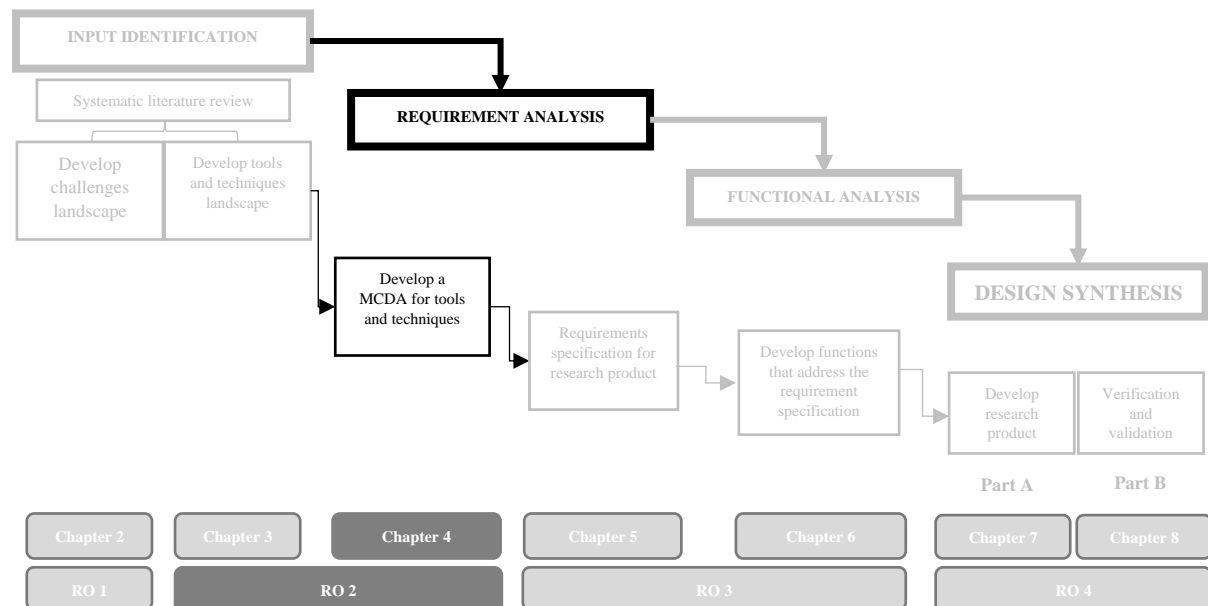 INPUT IDENTIFICATION
Systematic literature review
Develop
challenges
landscape
Develop tools
and techniques
landscape
REQUIREMENT ANALYSIS
Develop a
MCDA for tools
and techniques
Requirements
specification for
research product
FUNCTIONAL ANALYSIS
Develop functions
that address the
requirement
specification
DESIGN SYNTHESIS
Develop
research
product
Verification
and
validation
Part A
Part B
Chapter 2
Chapter 3
Chapter 4
Chapter 5
Chapter 6
Chapter 7
Chapter 8
RO 1
RO 2
RO 3
RO 4